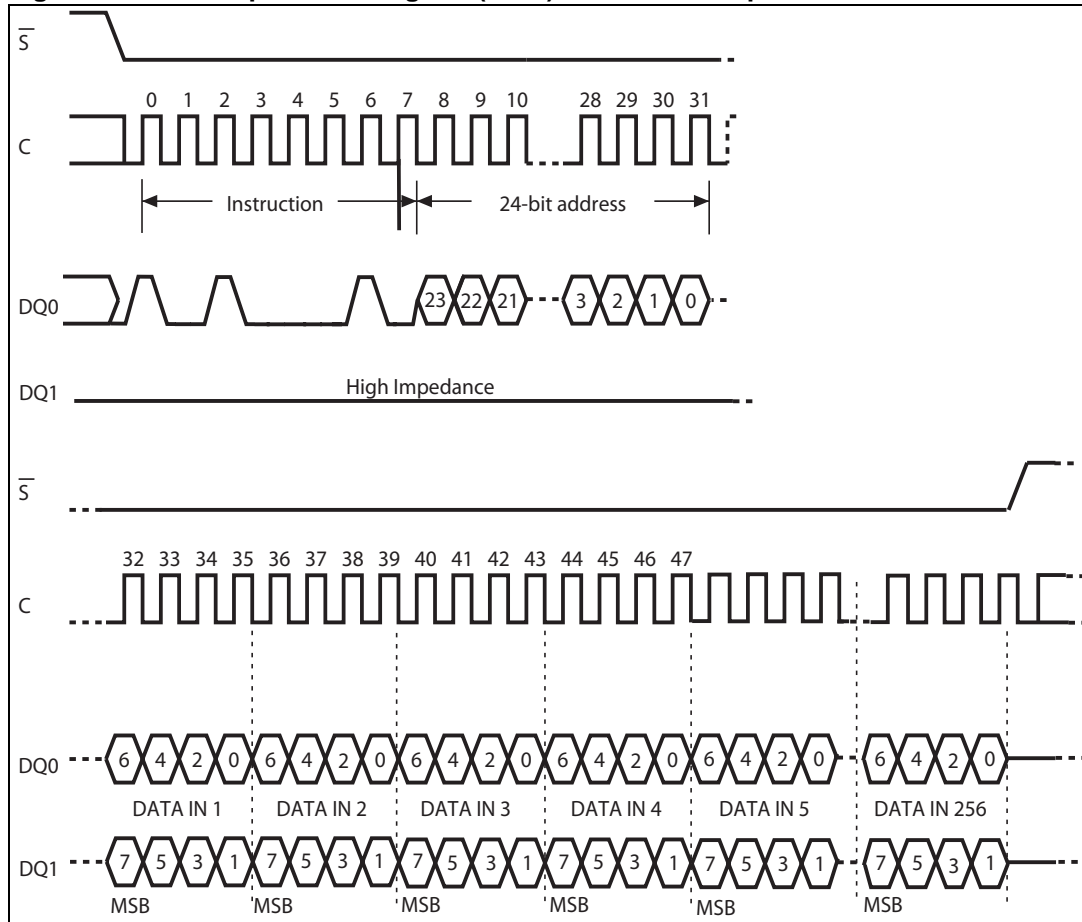 S̅
0 1 2 3 4 5 6 7 8 9 10 28 29 30 31
C
Instruction 24-bit address
DQ0 23 22 21 3 2 1 0
High Impedance
DQ1
S̅
32 33 34 35 36 37 38 39 40 41 42 43 44 45 46 47
C
DQ0 6 4 2 0 6 4 2 0 6 4 2 0 6 4 2 0 6 4 2 0 6 4 2 0
DATA IN 1 DATA IN 2 DATA IN 3 DATA IN 4 DATA IN 5 DATA IN 256
DQ1 7 5 3 1 7 5 3 1 7 5 3 1 7 5 3 1 7 5 3 1 7 5 3 1
MSB MSB MSB MSB MSB MSB